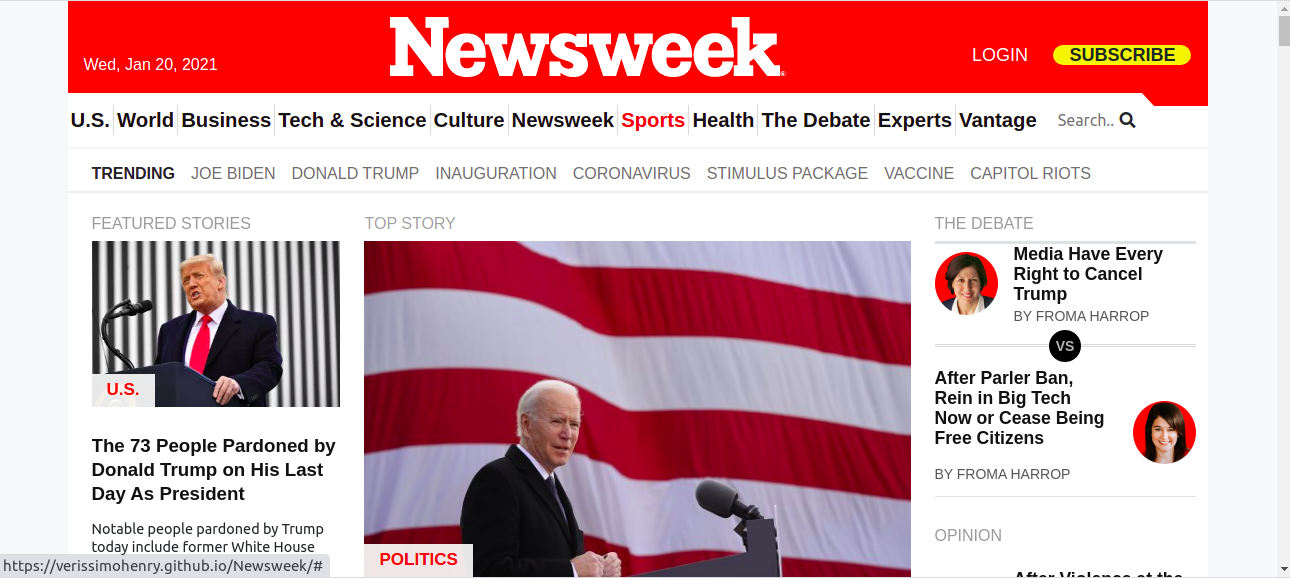 Newsweek®
Wed, Jan 20, 2021
LOGIN
SUBSCRIBE
U.S. World Business Tech & Science Culture Newsweek Sports Health The Debate Experts Vantage Search..
TRENDING JOE BIDEN DONALD TRUMP INAUGURATION CORONAVIRUS STIMULUS PACKAGE VACCINE CAPITOL RIOTS
FEATURED STORIES
U.S.
The 73 People Pardoned by
Donald Trump on His Last
Day As President
Notable people pardoned by Trump
today include former White House
TOP STORY
POLITICS
THE DEBATE
Media Have Every
Right to Cancel
Trump
BY FROMA HARROP
VS
After Parler Ban,
Rein in Big Tech
Now or Cease Being
Free Citizens
BY FROMA HARROP
OPINION
After Violence at the
https://verissimohenry.github.io/Newsweek/#